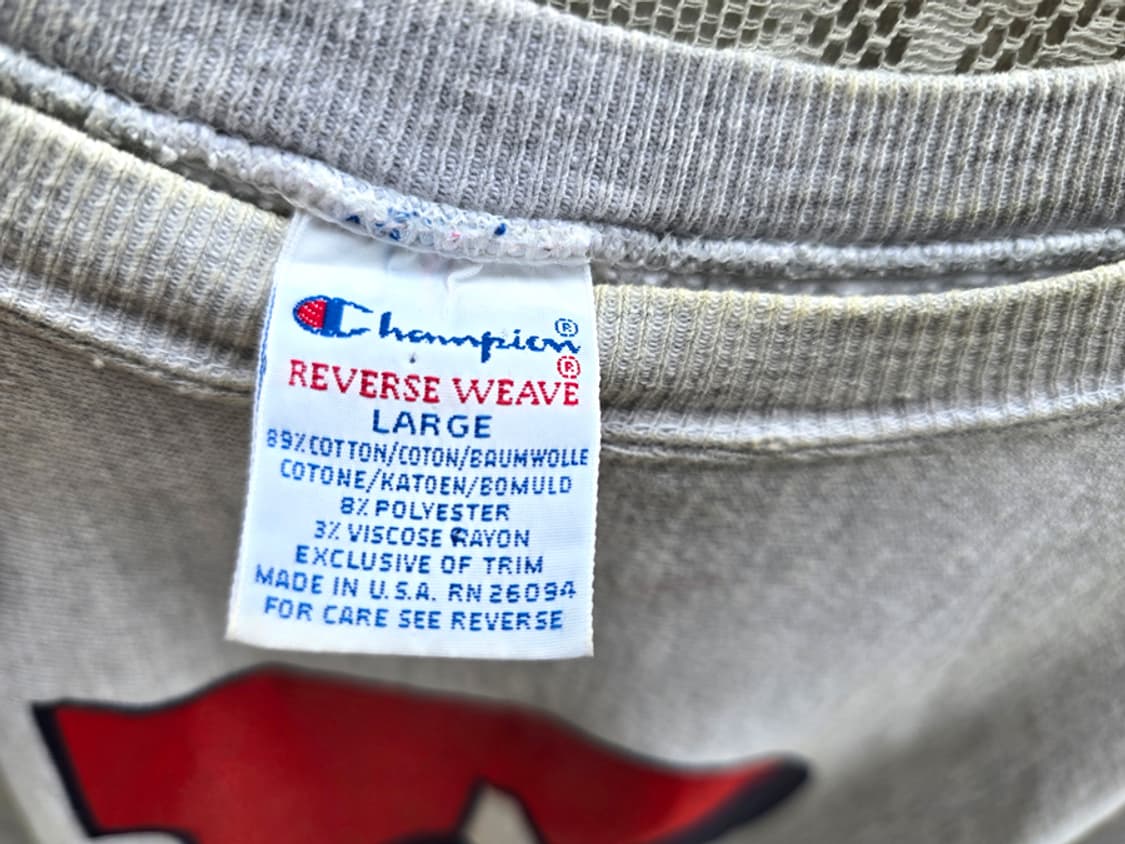 Champion®
REVERSE WEAVE®
LARGE
89% COTTON/COTON/BAUMWOLLE
COTONE/KATOEN/BOMULD
8% POLYESTER
3% VISCOSE RAYON
EXCLUSIVE OF TRIM
MADE IN U.S.A. RN 26094
FOR CARE SEE REVERSE